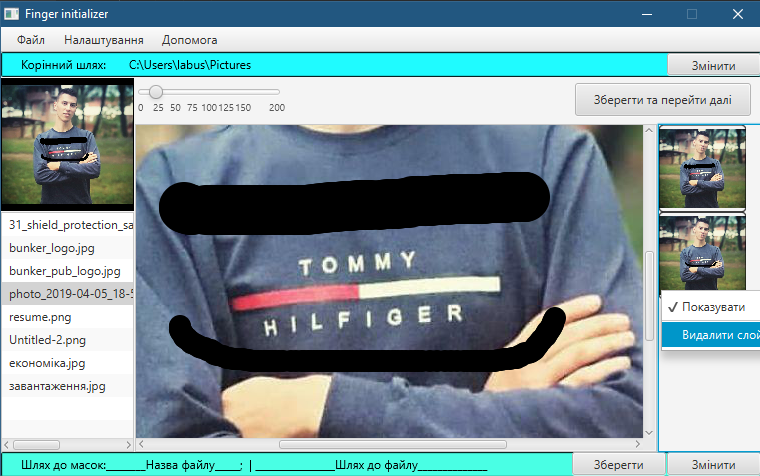 Finger initializer
Файл Налаштування Допомога
Корінний шлях: C:\Users\labus\Pictures Змінити
0 25 50 75 100 125 150 200
Зберегти та перейти далі
31_shield_protection_sa
bunker_logo.jpg
bunker_pub_logo.jpg
photo_2019-04-05_18-5
resume.png
Untitled-2.png
економіка.jpg
завантаження.jpg
TOMMY
HILFIGER
✓ Показувати
Видалити слой
Шлях до масок:_______Назва файлу_____; | ______________Шлях до файлу______________ Зберегти Змінити